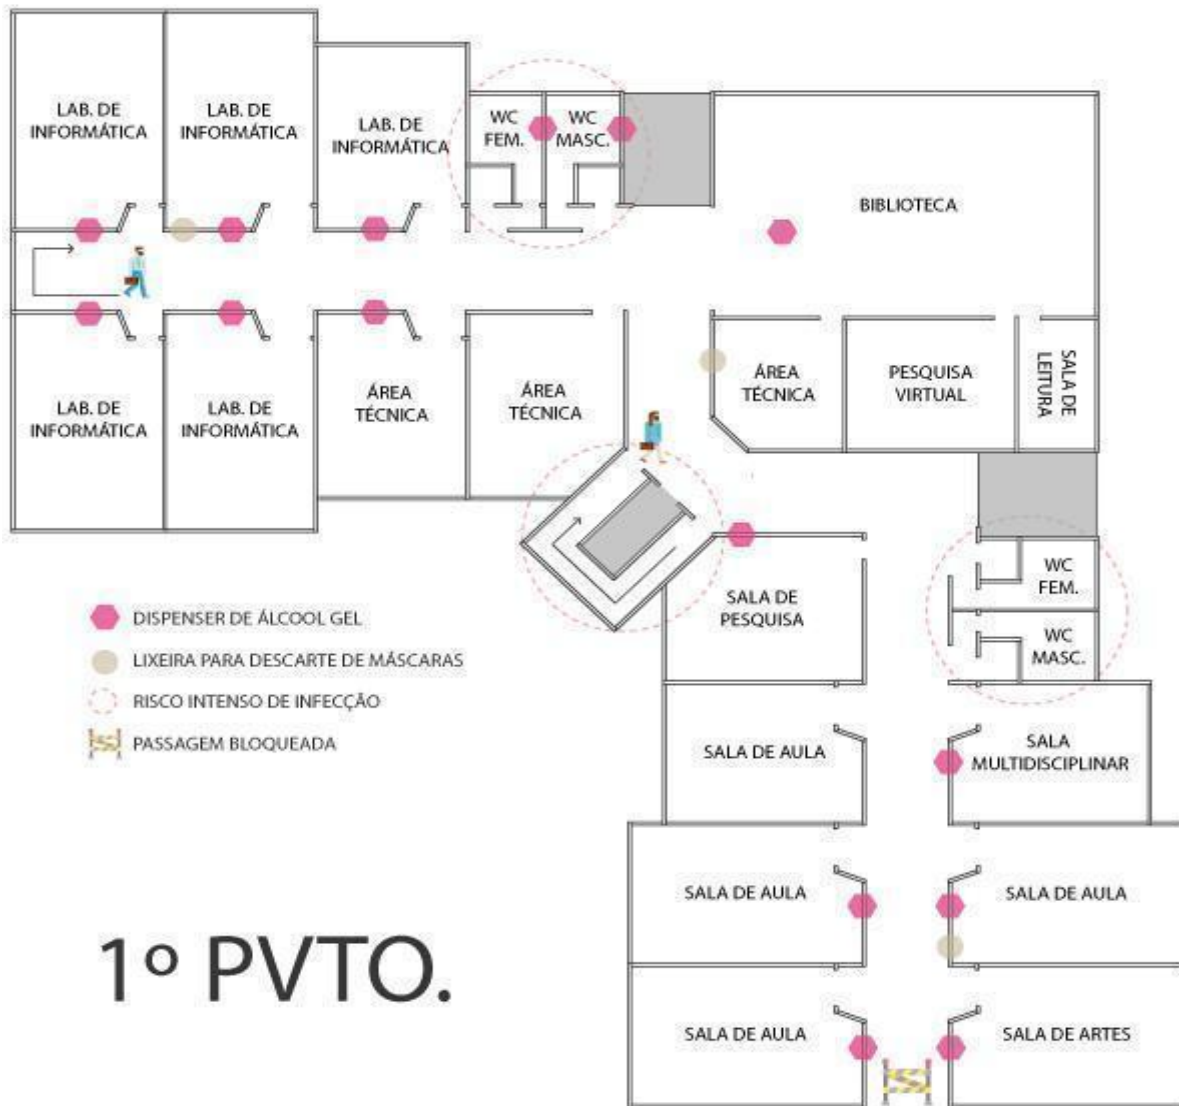 LAB. DE
INFORMÁTICA
LAB. DE
INFORMÁTICA
LAB. DE
INFORMÁTICA
WC
FEM.
WC
MASC.
BIBLIOTECA
LAB. DE
INFORMÁTICA
LAB. DE
INFORMÁTICA
ÁREA
TÉCNICA
ÁREA
TÉCNICA
ÁREA
TÉCNICA
PESQUISA
VIRTUAL
SALA DE
LEITURA
WC
FEM.
WC
MASC.
SALA DE
PESQUISA
DISPENSER DE ÁLCOOL GEL
LIXEIRA PARA DESCARTE DE MÁSCARAS
RISCO INTENSO DE INFECÇÃO
PASSAGEM BLOQUEADA
SALA DE AULA
SALA
MULTIDISCIPLINAR
SALA DE AULA
SALA DE AULA
1º PVTO.
SALA DE AULA
SALA DE ARTES